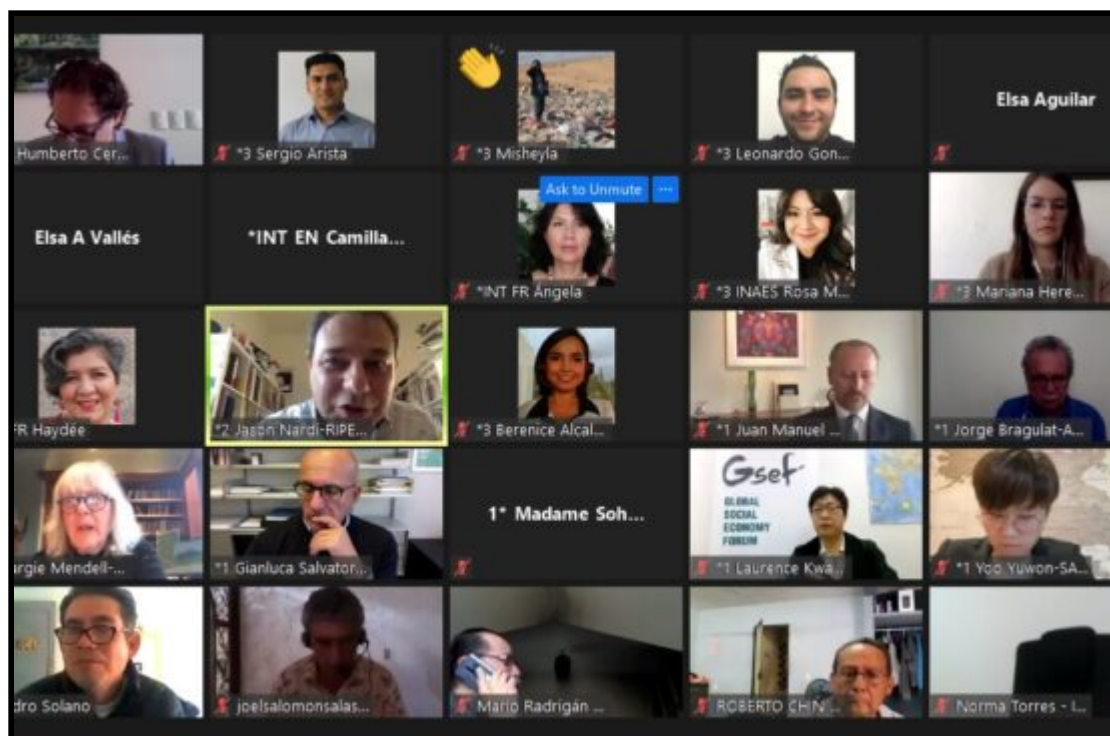 Humberto Cer...
*3 Sergio Arista
*3 Misheyla
*3 Leonardo Gon...
Elsa Aguilar
Elsa A Vallés
*INT EN Camilla...
Ask to Unmute ...
*INT FR Ángela
*3 INAES Rosa M...
*3 Mariana Here...
FR Haydée
*2 Jason Nardi-RIPE...
*3 Berenice Alcal...
*1 Juan Manuel ...
*1 Jorge Bragulat-A...
argie Mendell-...
*1 Gianluca Salvator...
1* Madame Soh...
Gsef
GLOBAL
SOCIAL
ECONOMY
FORUM
*1 Laurence Kwa...
*1 Yoo Yuwon-SA...
dro Solano
joelsalomonsalas...
Mario Radrigán ...
ROBERTO CHIN ...
Norma Torres - I...